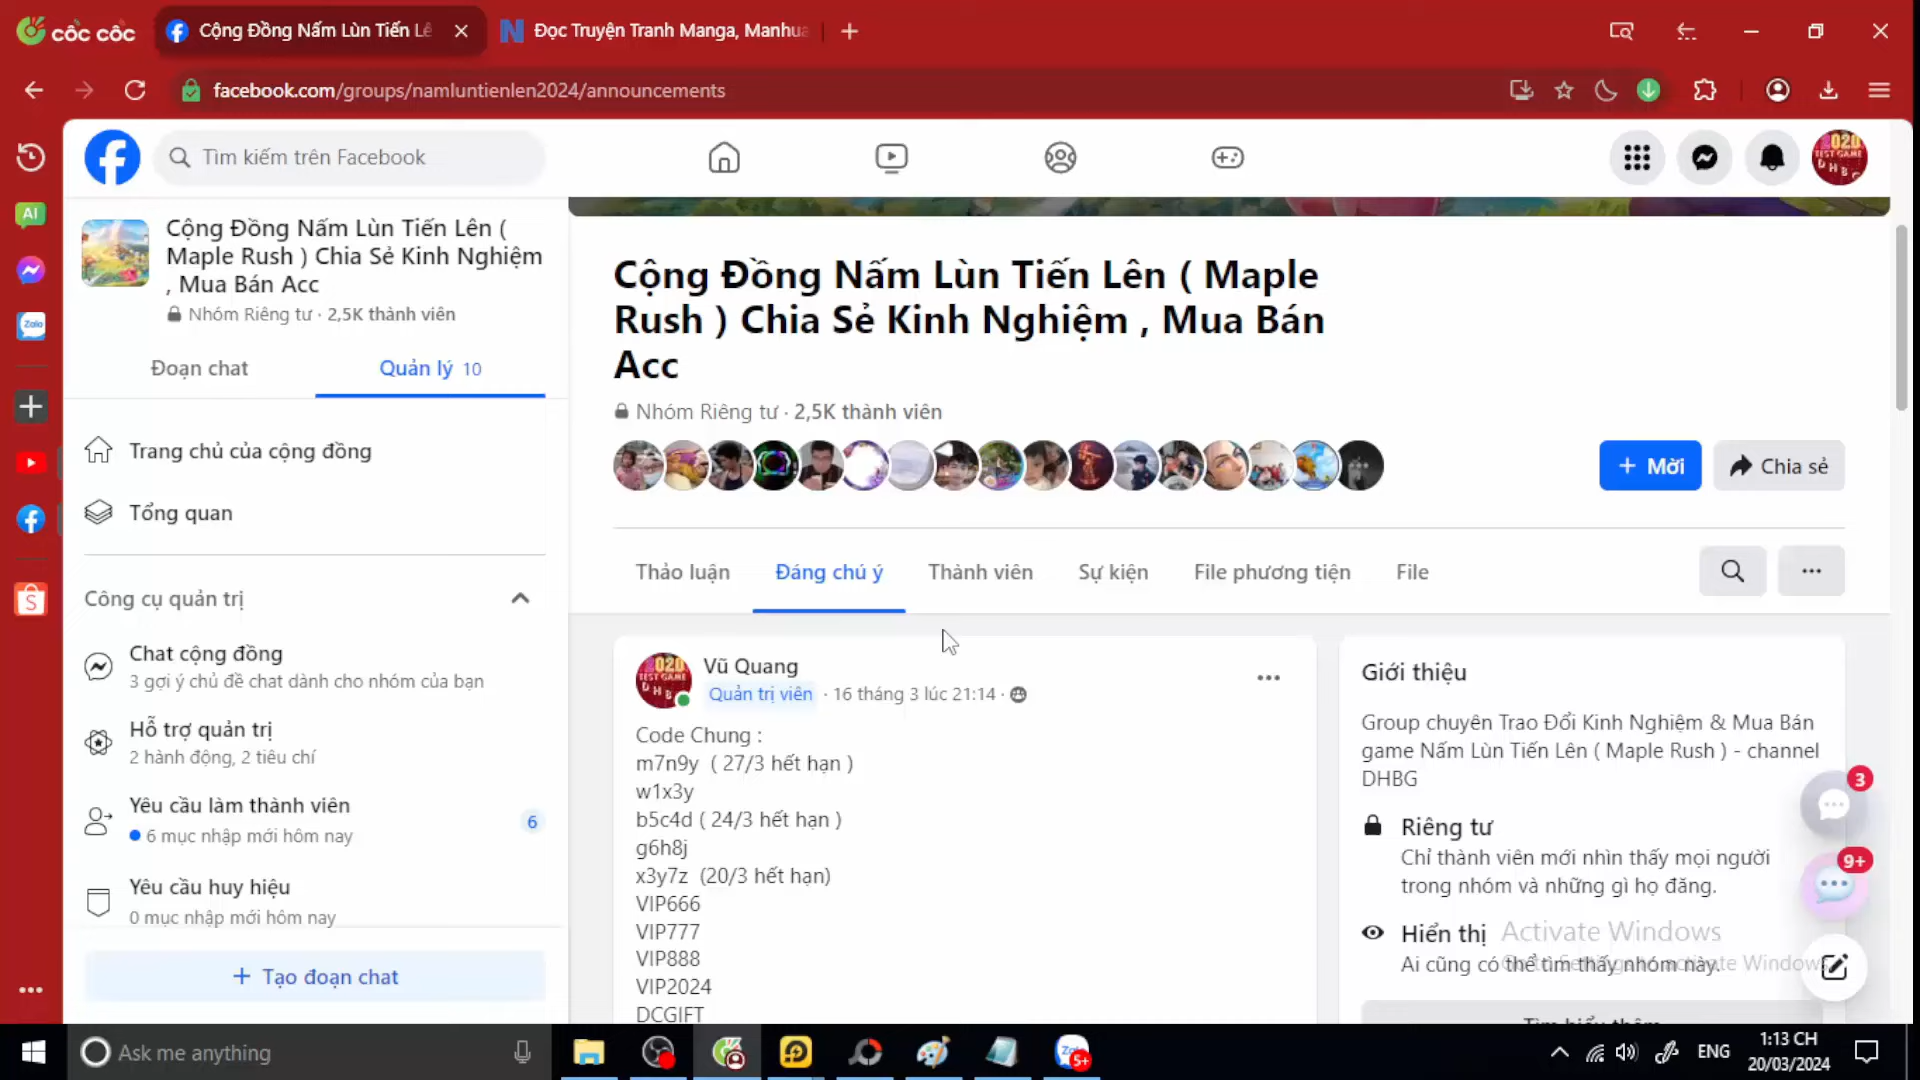 cốc cốc
Cộng Đồng Nấm Lùn Tiến Lê
Đọc Truyện Tranh Manga, Manhua
facebook.com/groups/namluntienlen2024/announcements
Tìm kiếm trên Facebook
Cộng Đồng Nấm Lùn Tiến Lên (
Maple Rush ) Chia Sẻ Kinh Nghiệm
, Mua Bán Acc
Nhóm Riêng tư · 2,5K thành viên
Đoạn chat
Quản lý 10
Trang chủ của cộng đồng
Tổng quan
Công cụ quản trị
Chat cộng đồng
3 gợi ý chủ đề chat dành cho nhóm của bạn
Hỗ trợ quản trị
2 hành động, 2 tiêu chí
Yêu cầu làm thành viên
6 mục nhập mới hôm nay
6
Yêu cầu huy hiệu
0 mục nhập mới hôm nay
+ Tạo đoạn chat
Cộng Đồng Nấm Lùn Tiến Lên ( Maple
Rush ) Chia Sẻ Kinh Nghiệm , Mua Bán
Acc
Nhóm Riêng tư · 2,5K thành viên
+ Mời
Chia sẻ
Thảo luận
Đáng chú ý
Thành viên
Sự kiện
File phương tiện
File
Vũ Quang
Quản trị viên · 16 tháng 3 lúc 21:14 ·
Code Chung :
m7n9y ( 27/3 hết hạn )
w1x3y
b5c4d ( 24/3 hết hạn )
g6h8j
x3y7z (20/3 hết hạn)
VIP666
VIP777
VIP888
VIP2024
DCGIFT
Giới thiệu
Group chuyên Trao Đổi Kinh Nghiệm & Mua Bán
game Nấm Lùn Tiến Lên ( Maple Rush ) - channel
DHBG
Riêng tư
Chỉ thành viên mới nhìn thấy mọi người
trong nhóm và những gì họ đăng.
Hiển thị
Ai cũng có thể tìm thấy nhóm này.
Activate Windows
Go to Settings to activate Windows.
Tìm hiểu thêm
3
9+
AI
Zalo
Ask me anything
5+
ENG
1:13 CH
20/03/2024